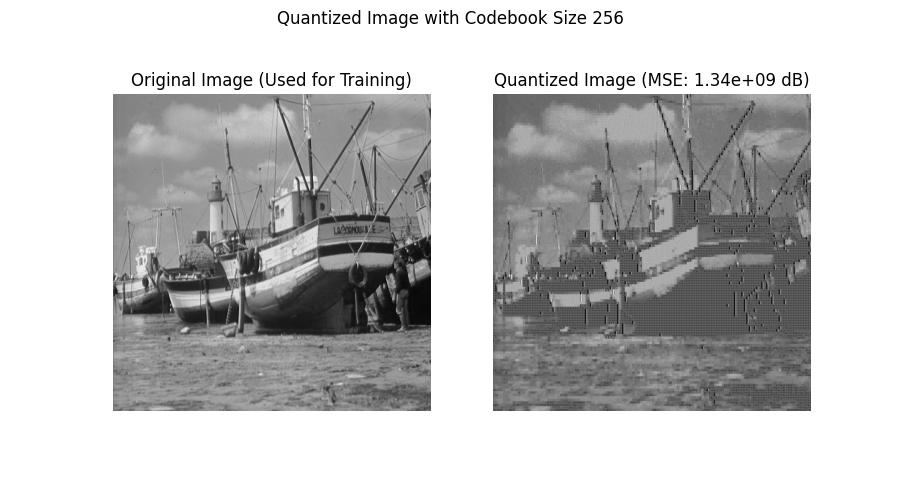 Quantized Image with Codebook Size 256
Original Image (Used for Training)
Quantized Image (MSE: 1.34e+09 dB)